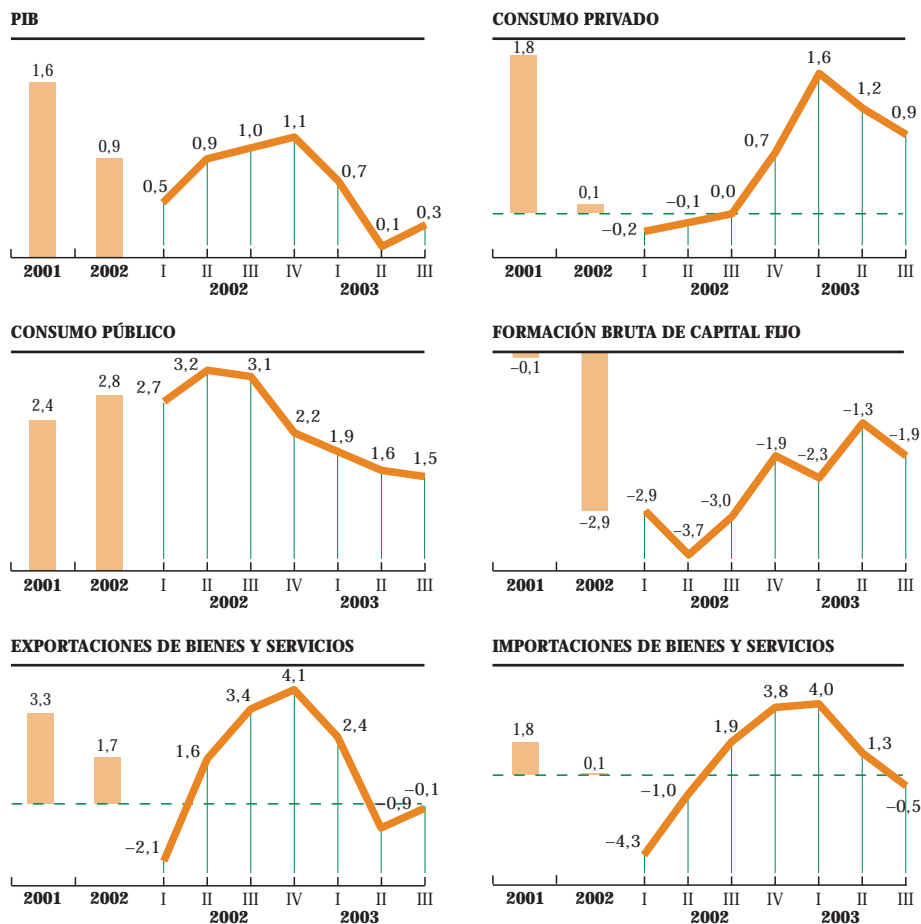 PIB
1,6
0,9
0,5
0,9
1,0
1,1
0,7
0,1
0,3
2001
2002
I
II
III
IV
I
II
III
2002
2003
CONSUMO PRIVADO
1,8
0,1
−0,2
−0,1
0,0
0,7
1,6
1,2
0,9
2001
2002
I
II
III
IV
I
II
III
2002
2003
CONSUMO PÚBLICO
2,4
2,8
2,7
3,2
3,1
2,2
1,9
1,6
1,5
2001
2002
I
II
III
IV
I
II
III
2002
2003
FORMACIÓN BRUTA DE CAPITAL FIJO
−0,1
−2,9
−2,9
−3,7
−3,0
−1,9
−2,3
−1,3
−1,9
2001
2002
I
II
III
IV
I
II
III
2002
2003
EXPORTACIONES DE BIENES Y SERVICIOS
3,3
1,7
−2,1
1,6
3,4
4,1
2,4
−0,9
−0,1
2001
2002
I
II
III
IV
I
II
III
2002
2003
IMPORTACIONES DE BIENES Y SERVICIOS
1,8
0,1
−4,3
−1,0
1,9
3,8
4,0
1,3
−0,5
2001
2002
I
II
III
IV
I
II
III
2002
2003